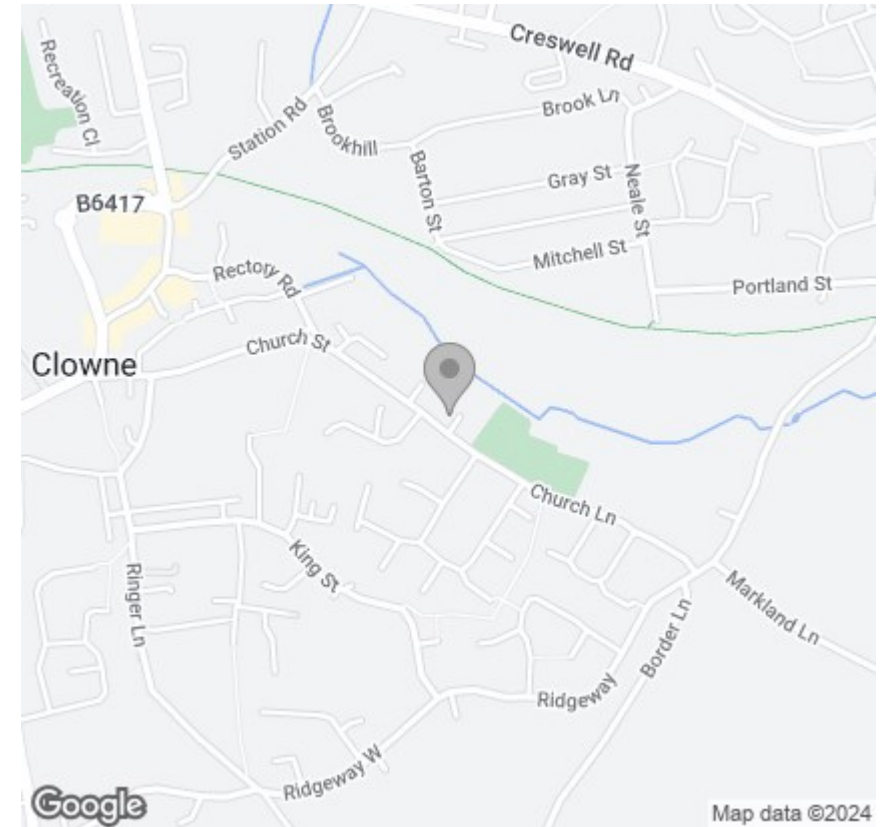 Creswell Rd
Recreation Cl
Brook Ln
Station Rd
Brookhill
Barton St
Gray St
Neale St
B6417
Mitchell St
Rectory Rd
Portland St
Church St
Clowne
Church Ln
King St
Ringer Ln
Markland Ln
Border Ln
Ridgeway
Ridgeway W
Google
Map data ©2024